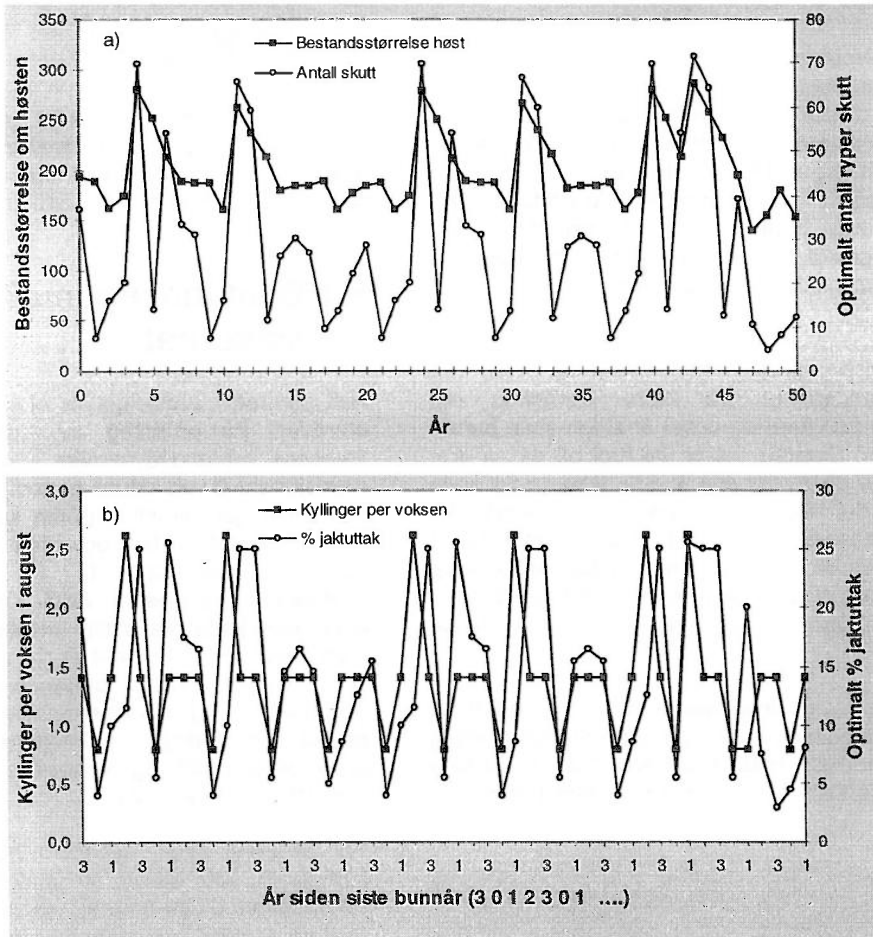 a)
Bestandsstørrelse høst
Antall skutt
Bestandsstørrelse om høsten
350
300
250
200
150
100
50
0
Optimalt antall ryper skutt
80
70
60
50
40
30
20
10
0
0 5 10 15 20 25 30 35 40 45 50
År
b)
Kyllinger per voksen
% jaktuttak
Kyllinger per voksen i august
3,0
2,5
2,0
1,5
1,0
0,5
0,0
Optimalt % jaktuttak
30
25
20
15
10
5
0
3 1 3 1 3 1 3 1 3 1 3 1 3 1 3 1 3 1 3 1 3 1 3 1 3 1
År siden siste bunnår (3 0 1 2 3 0 1 ....)